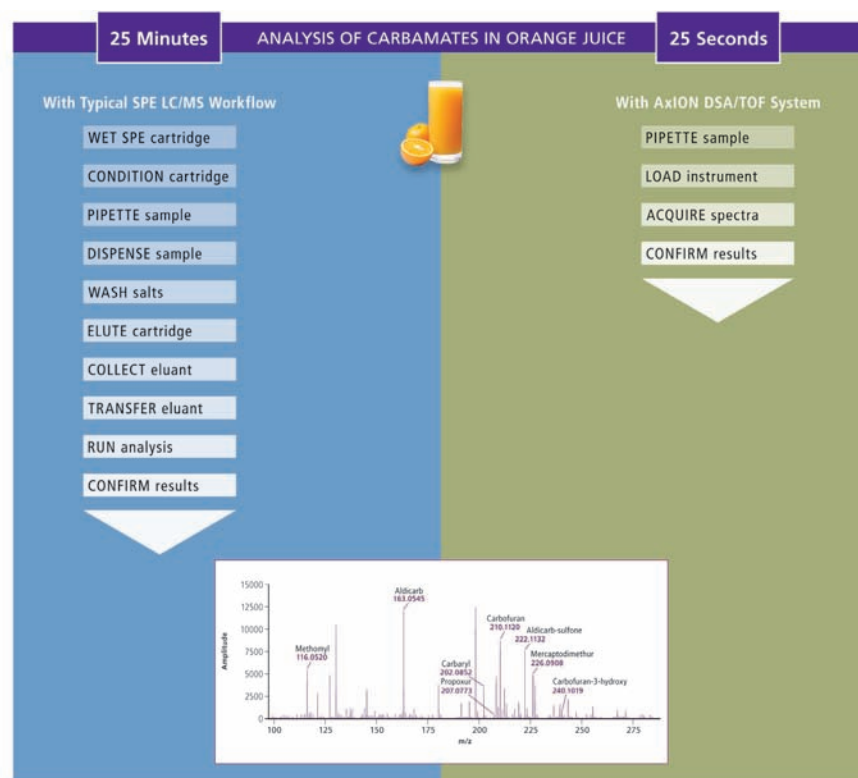 25 Minutes
ANALYSIS OF CARBAMATES IN ORANGE JUICE
25 Seconds
With Typical SPE LC/MS Workflow
WET SPE cartridge
CONDITION cartridge
PIPETTE sample
DISPENSE sample
WASH salts
ELUTE cartridge
COLLECT eluant
TRANSFER eluant
RUN analysis
CONFIRM results
With AxION DSA/TOF System
PIPETTE sample
LOAD instrument
ACQUIRE spectra
CONFIRM results
Amplitude
15000
12500
10000
7500
5000
2500
0
Methomyl
116.0520
Aldicarb
163.0545
Carbaryl
202.0852
Propoxur
207.0773
Carbofuran
210.1120
Aldicarb-sulfone
222.1132
Mercaptodimethur
226.0908
Carbofuran-3-hydroxy
240.1019
100
125
150
175
200
225
250
275
m/z